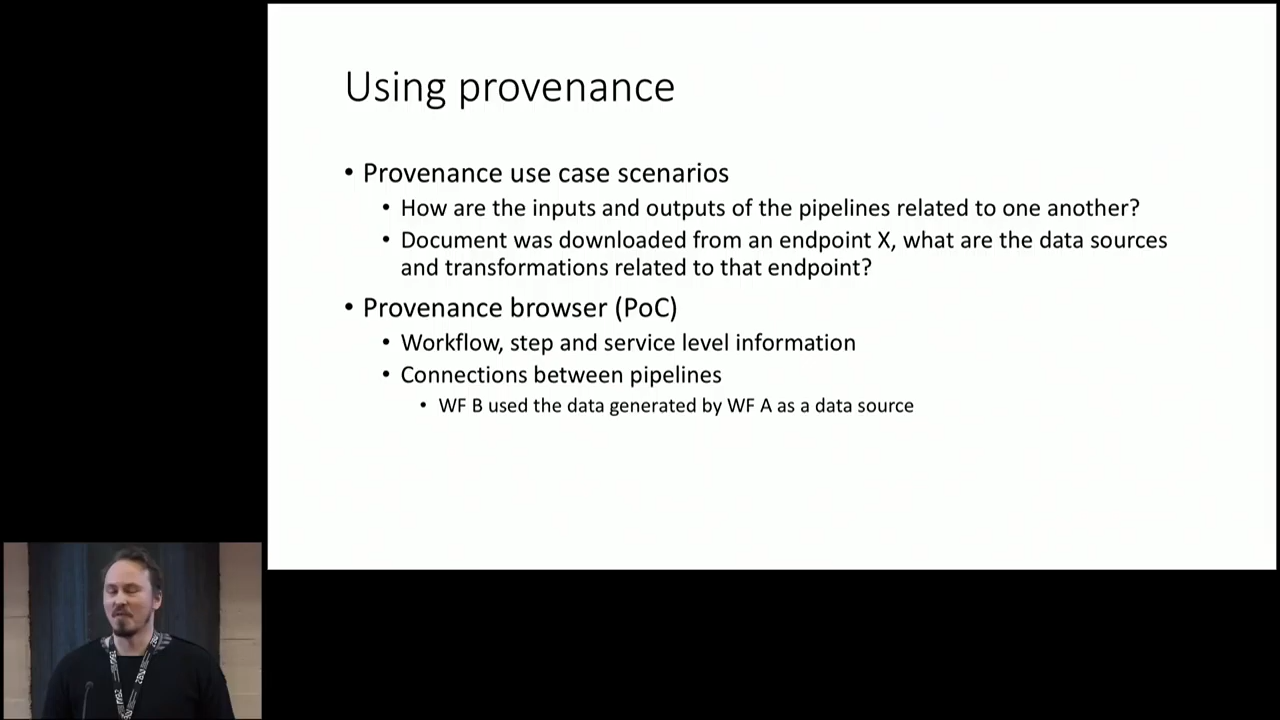 Using provenance
• Provenance use case scenarios
• How are the inputs and outputs of the pipelines related to one another?
• Document was downloaded from an endpoint X, what are the data sources
and transformations related to that endpoint?
• Provenance browser (PoC)
• Workflow, step and service level information
• Connections between pipelines
• WF B used the data generated by WF A as a data source